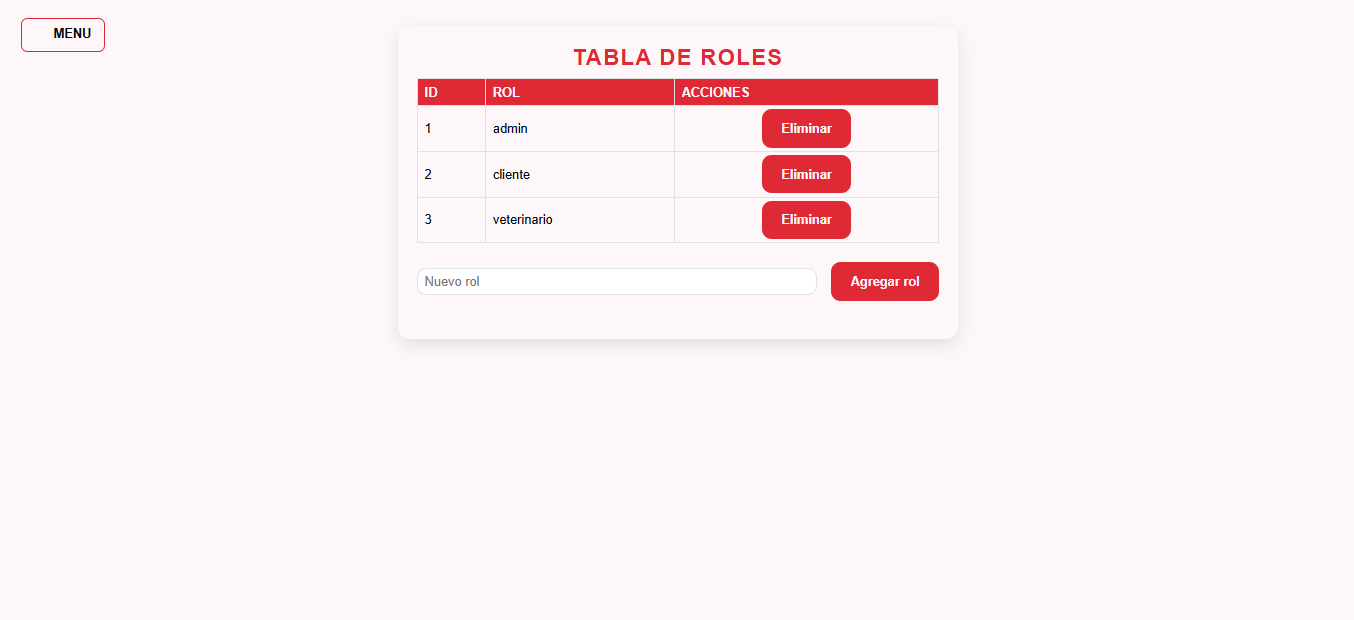 MENU
TABLA DE ROLES
ID ROL ACCIONES
1 admin Eliminar
2 cliente Eliminar
3 veterinario Eliminar
Nuevo rol Agregar rol